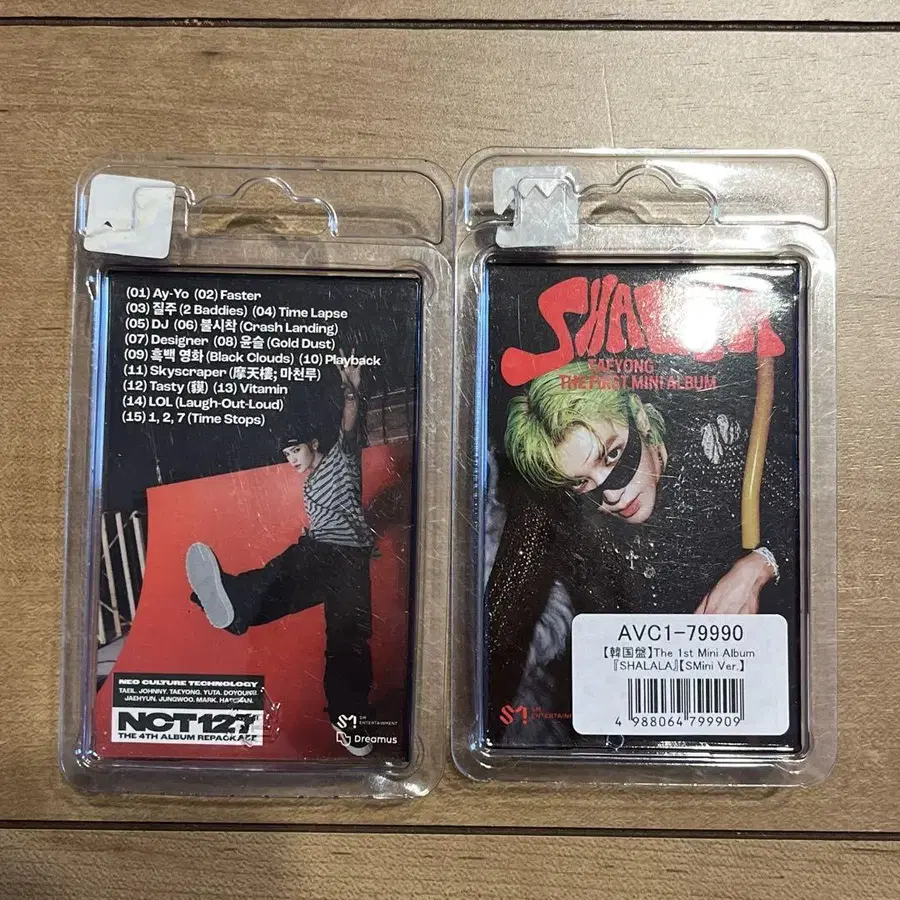 (01) Ay-Yo (02) Faster
(03) 질주 (2 Baddies) (04) Time Lapse
(05) DJ (06) 불시착 (Crash Landing)
(07) Designer (08) 윤슬 (Gold Dust)
(09) 흑백 영화 (Black Clouds) (10) Playback
(11) Skyscraper (摩天樓; 마천루)
(12) Tasty (貘) (13) Vitamin
(14) LOL (Laugh-Out-Loud)
(15) 1, 2, 7 (Time Stops)
NEO CULTURE TECHNOLOGY
TAEIL. JOHNNY. TAEYONG. YUTA. DOYOUNG.
JAEHYUN. JUNGWOO. MARK. HAECHAN.
NCT127
THE 4TH ALBUM REPACKAGE
SM
ENTERTAINMENT
Dreamus
TAEYONG
THE FIRST MINI ALBUM
AVC1-79990
【韓国盤】The 1st Mini Album
『SHALALA』【SMini Ver.】
4 988064 799909
SM